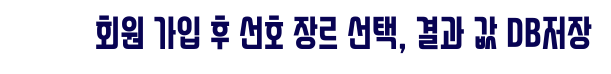 회원 가입 후 선호 장르 선택, 결과 값 DB저장